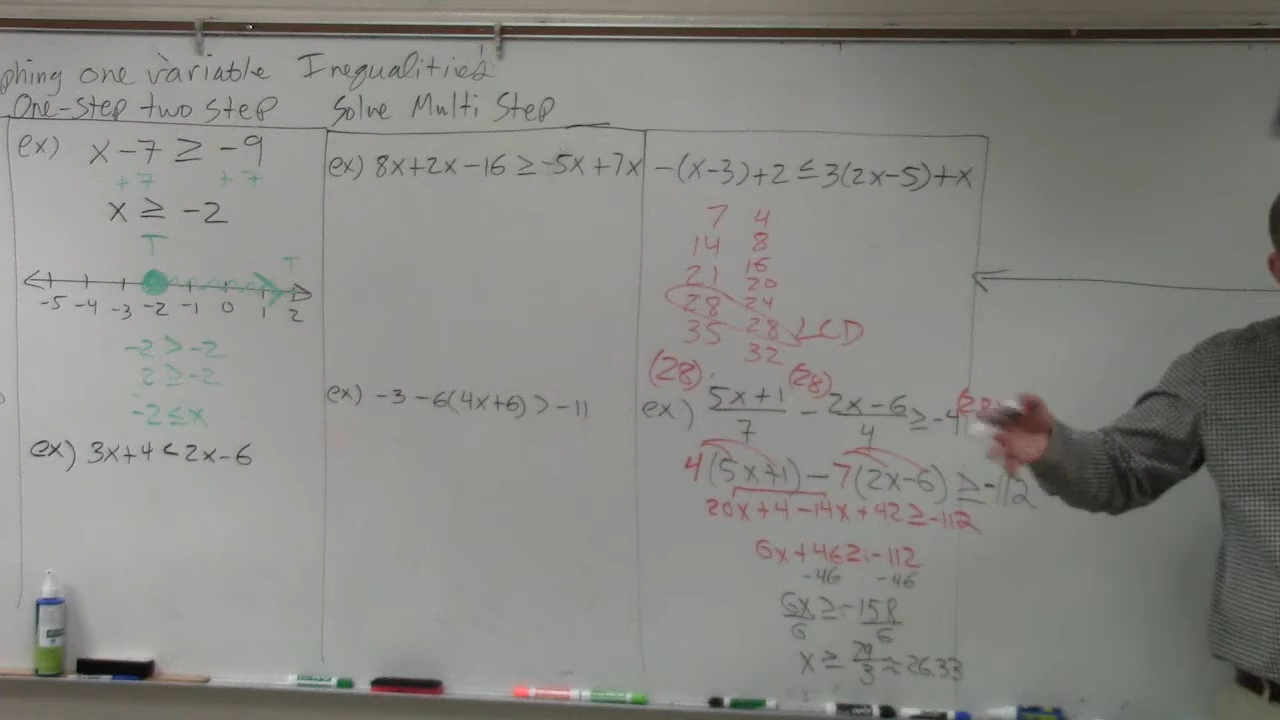 phing one variable Inequalities
One-Step two step
Solve Multi Step
ex) x-7 ≥ -9
+7 +7
x ≥ -2
T
T
-5 -4 -3 -2 -1 0 1 2
-2 > -2
2 ≥ -2
-2 ≤ x
ex) 3x+4 < 2x-6
ex) 8x+2x-16 ≥ -5x+7x
ex) -3-6(4x+6) > -11
-(x-3)+2 ≤ 3(2x-5)+x
7 4
14 8
21 16
28 20
35 24
28 LCD
32
(28) (28) (28)
ex) 5x+1/7 - 2x-6/4 ≥ -4
4(5x+1)-7(2x-6) ≥ -112
20x+4-14x+42 ≥ -112
6x+46 ≥ -112
-46 -46
6x/6 ≥ -158/6
x ≥ 79/3 ≈ 26.33